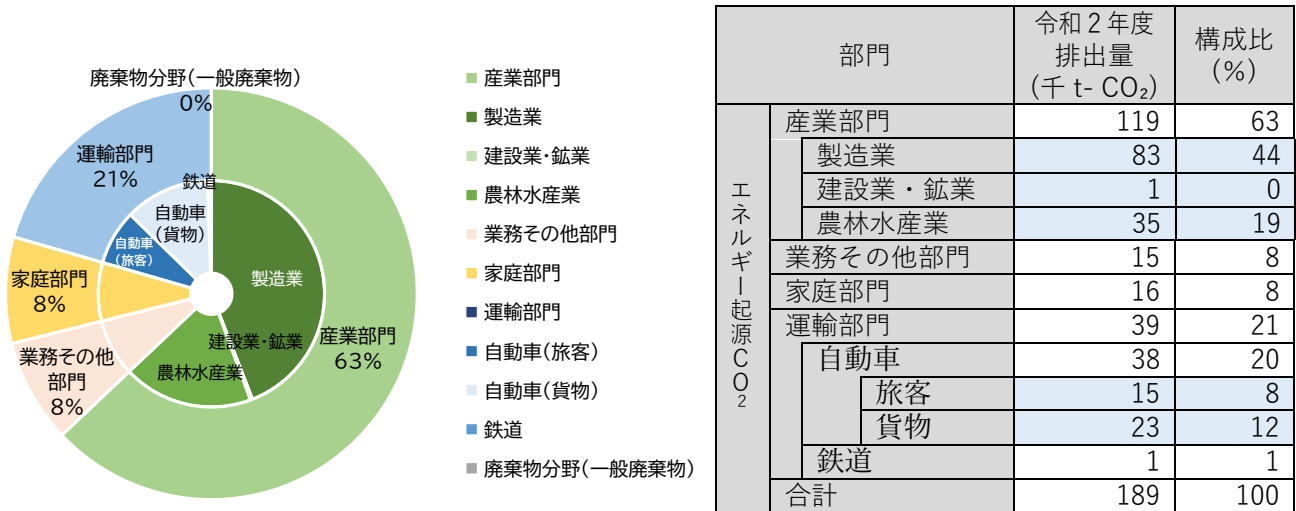 廃棄物分野(一般廃棄物)
0%
運輸部門
21%
鉄道
自動車
(貨物)
自動車
(旅客)
製造業
家庭部門
8%
建設業・鉱業
産業部門
63%
業務その他
部門
8%
農林水産業
産業部門
製造業
建設業・鉱業
農林水産業
業務その他部門
家庭部門
運輸部門
自動車(旅客)
自動車(貨物)
鉄道
廃棄物分野(一般廃棄物)
部門
令和2年度
排出量
(千 t- CO₂)
構成比
(%)
エネルギー起源CO₂
産業部門 119 63
製造業 83 44
建設業・鉱業 1 0
農林水産業 35 19
業務その他部門 15 8
家庭部門 16 8
運輸部門 39 21
自動車 38 20
旅客 15 8
貨物 23 12
鉄道 1 1
合計 189 100